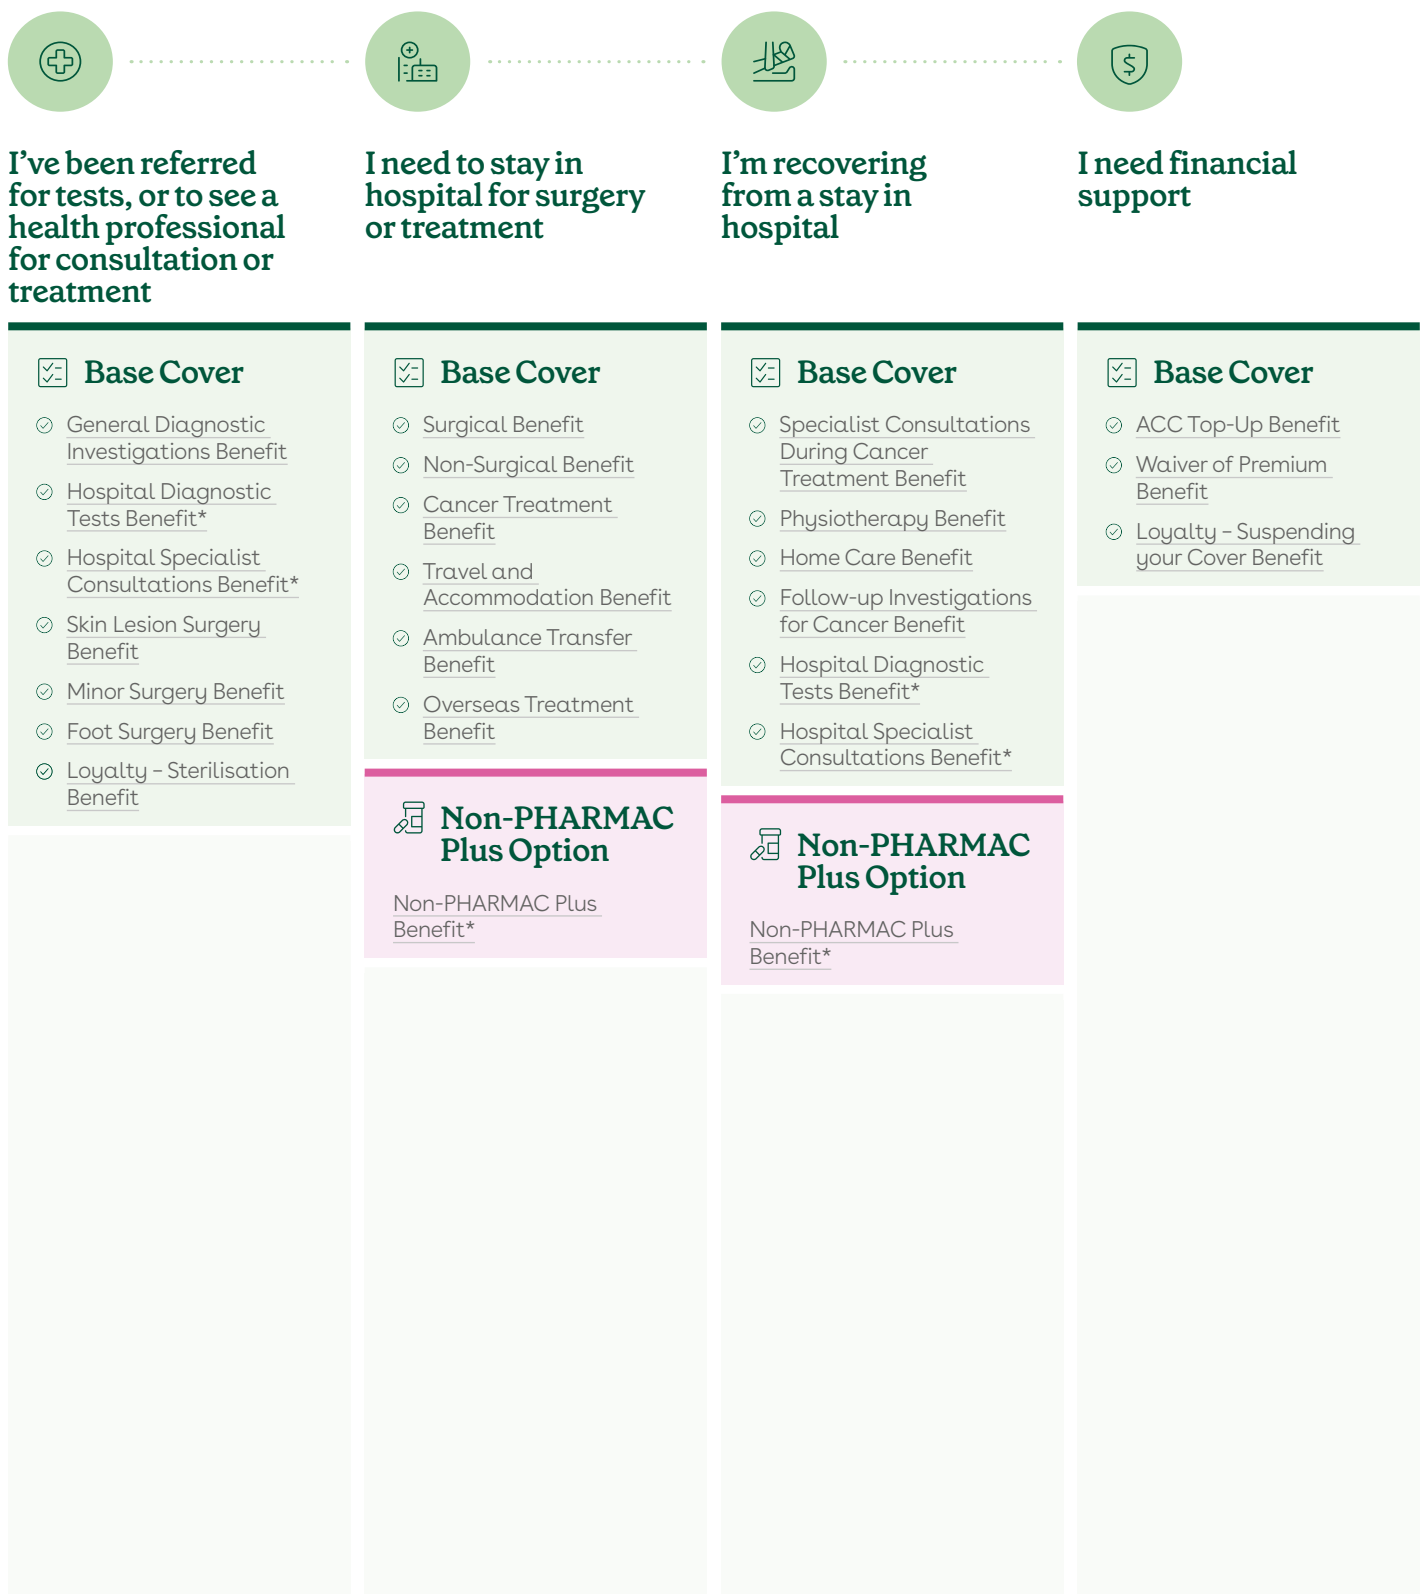 I've been referred
for tests, or to see a
health professional
for consultation or
treatment
Base Cover
General Diagnostic
Investigations Benefit
Hospital Diagnostic
Tests Benefit*
Hospital Specialist
Consultations Benefit*
Skin Lesion Surgery
Benefit
Minor Surgery Benefit
Foot Surgery Benefit
Loyalty – Sterilisation
Benefit
I need to stay in
hospital for surgery
or treatment
Base Cover
Surgical Benefit
Non-Surgical Benefit
Cancer Treatment
Benefit
Travel and
Accommodation Benefit
Ambulance Transfer
Benefit
Overseas Treatment
Benefit
Non-PHARMAC
Plus Option
Non-PHARMAC Plus
Benefit*
I'm recovering
from a stay in
hospital
Base Cover
Specialist Consultations
During Cancer
Treatment Benefit
Physiotherapy Benefit
Home Care Benefit
Follow-up Investigations
for Cancer Benefit
Hospital Diagnostic
Tests Benefit*
Hospital Specialist
Consultations Benefit*
Non-PHARMAC
Plus Option
Non-PHARMAC Plus
Benefit*
I need financial
support
Base Cover
ACC Top-Up Benefit
Waiver of Premium
Benefit
Loyalty – Suspending
your Cover Benefit